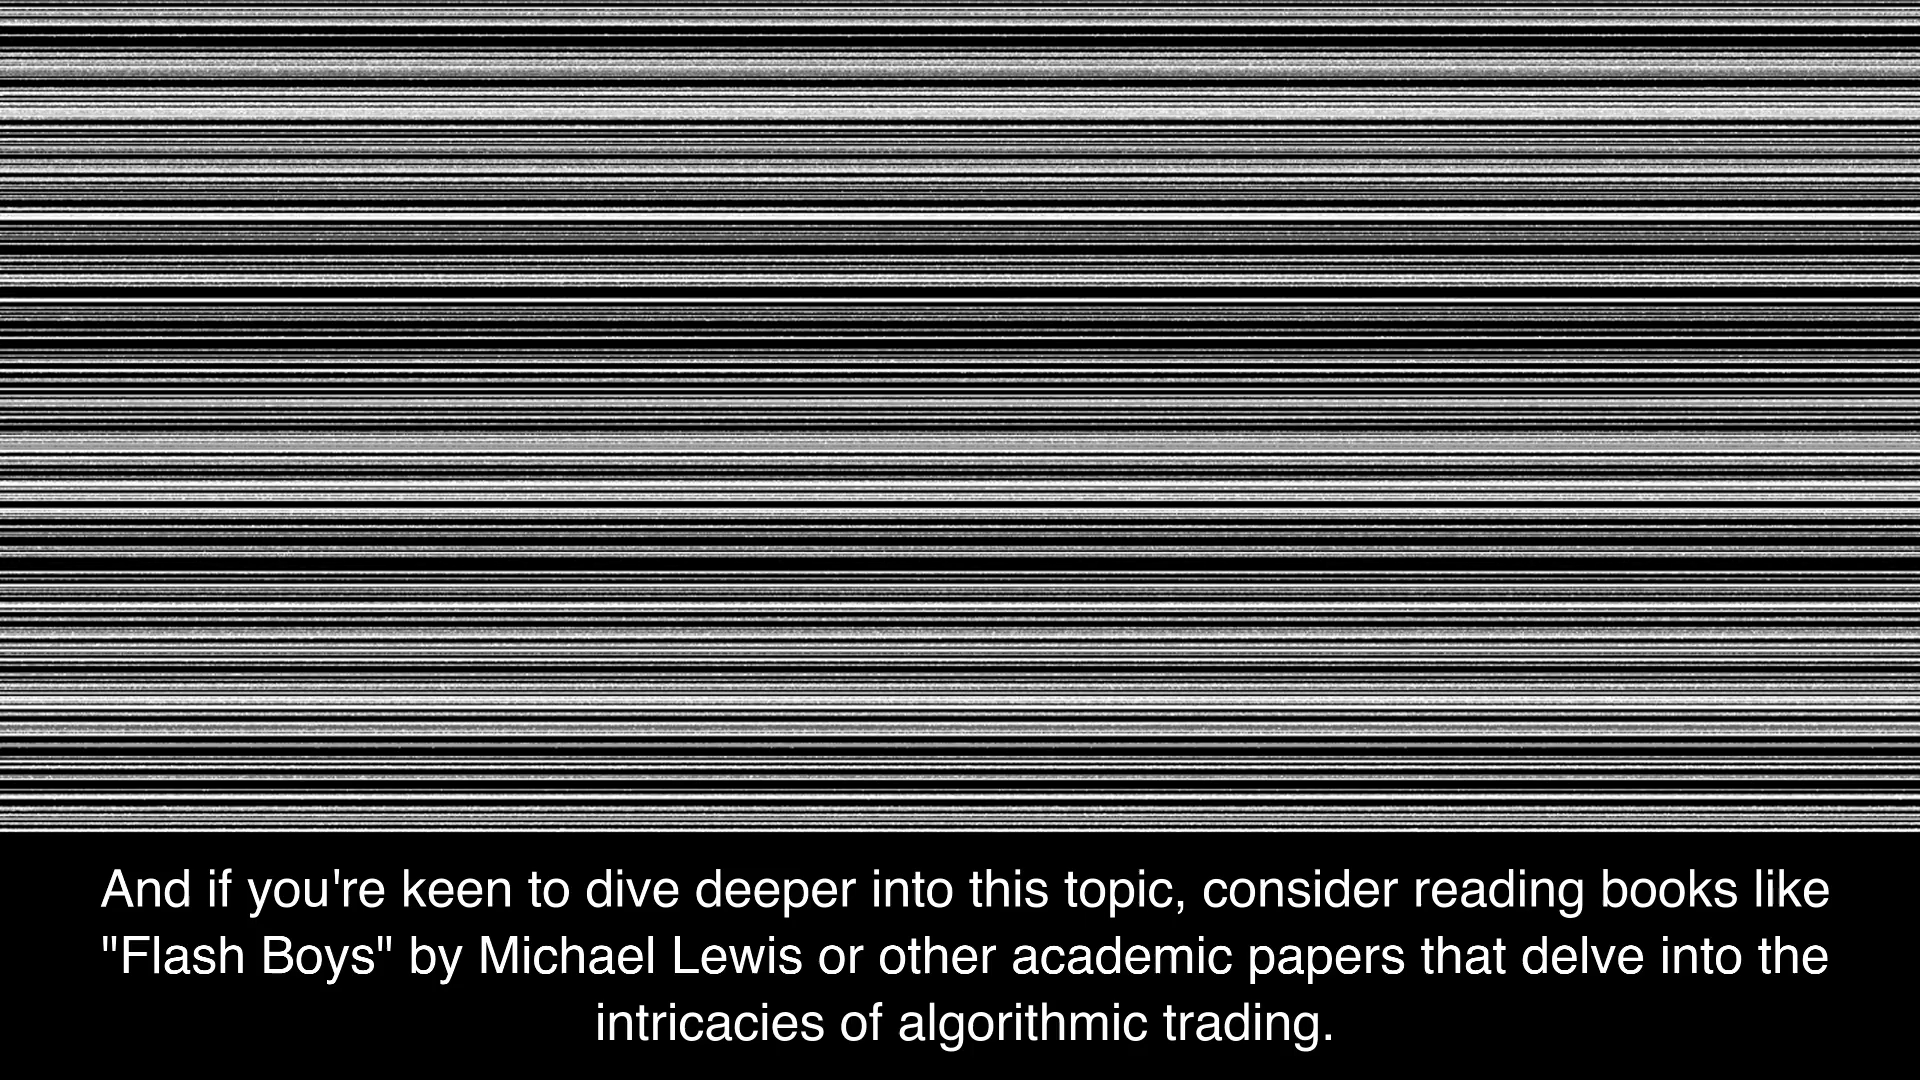 And if you're keen to dive deeper into this topic, consider reading books like
"Flash Boys" by Michael Lewis or other academic papers that delve into the
intricacies of algorithmic trading.